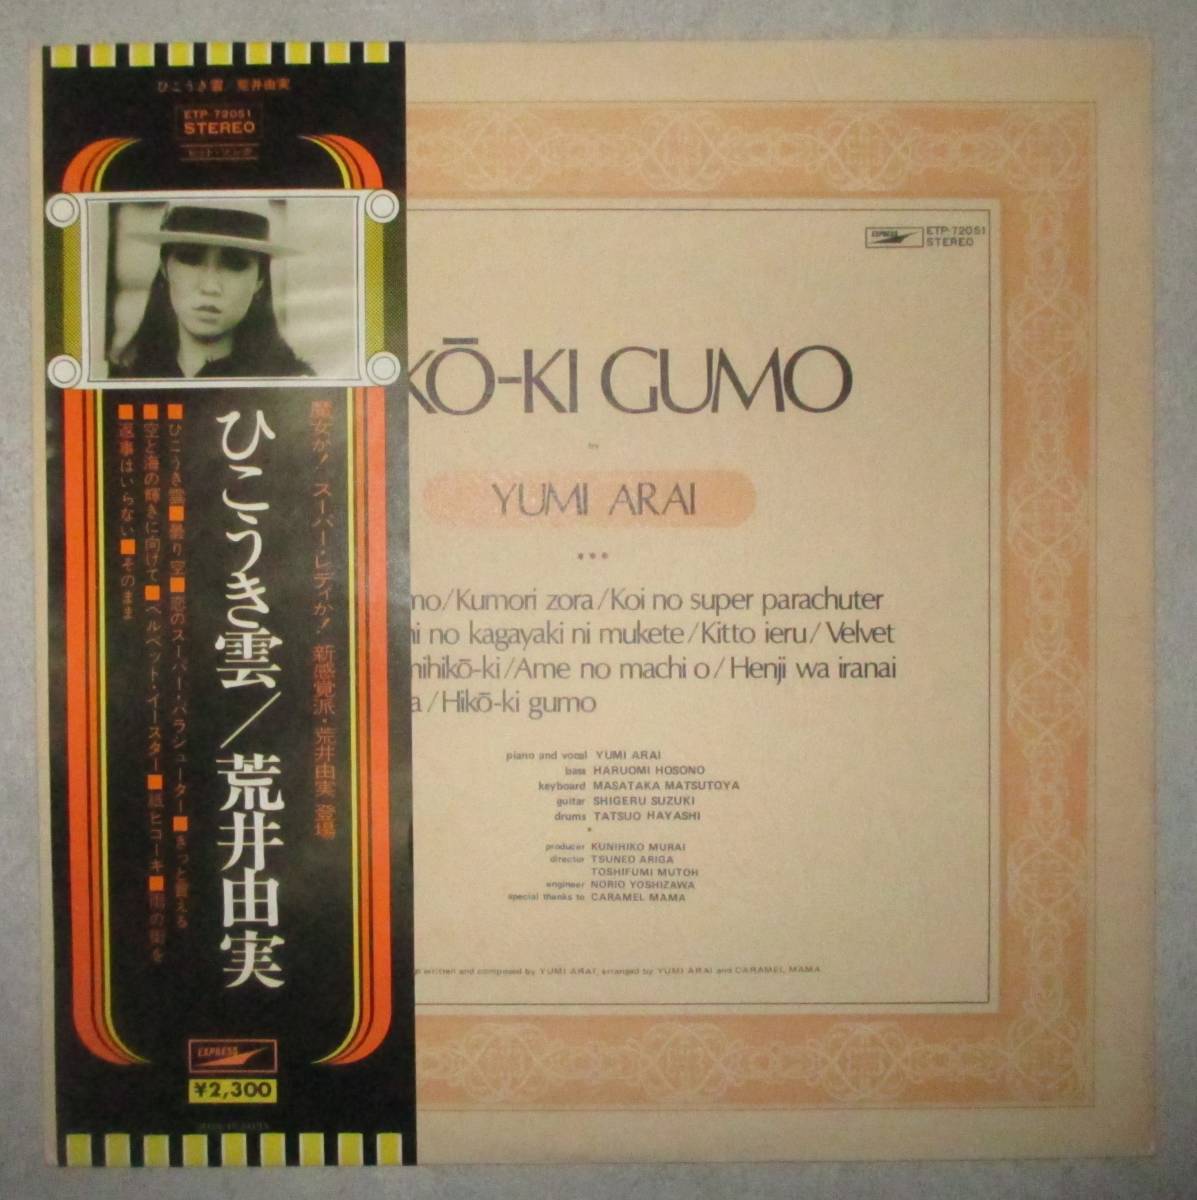 ひこうき雲 / 荒井由実
ETP-72051
STEREO
魔女か！スーパー・レディか！ 新感覚派・荒井由実 登場
ひこうき雲／荒井由実
■ひこうき雲■曇り空■恋のスーパー・パラシューター■きっと言える
■空と海の輝きに向けて■ベルベット・イースター■紙ヒコーキ■雨の街を
■返事はいらない■そのまま
EXPRESS
¥2,300
EXPRESS
ETP-72051
STEREO
KŌ-KI GUMO
by
YUMI ARAI
mo/Kumori zora/Koi no super parachuter
ni no kagayaki ni mukete/Kitto ieru/Velvet
mihikō-ki/Ame no machi o/Henji wa iranai
a/Hikō-ki gumo
piano and vocal YUMI ARAI
bass HARUOMI HOSONO
keyboard MASATAKA MATSUTOYA
guitar SHIGERU SUZUKI
drums TATSUO HAYASHI
producer KUNIHIKO MURAI
director TSUNEO ARIGA
TOSHIFUMI MUTOH
engineer NORIO YOSHIZAWA
special thanks to CARAMEL MAMA
written and composed by YUMI ARAI, arranged by YUMI ARAI and CARAMEL MAMA